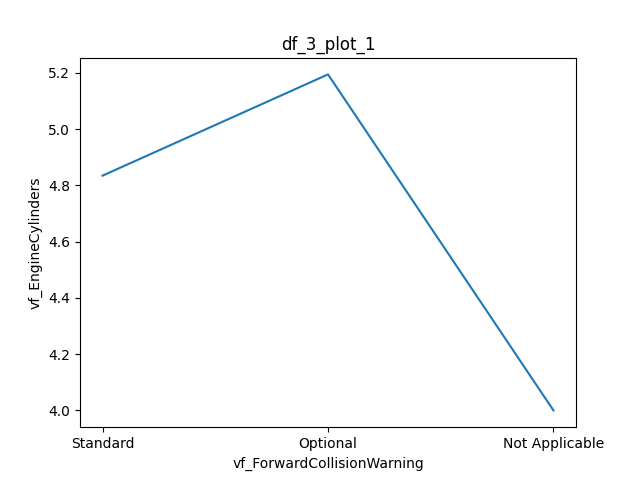 df_3_plot_1
vf_EngineCylinders
5.2
5.0
4.8
4.6
4.4
4.2
4.0
Standard Optional Not Applicable
vf_ForwardCollisionWarning